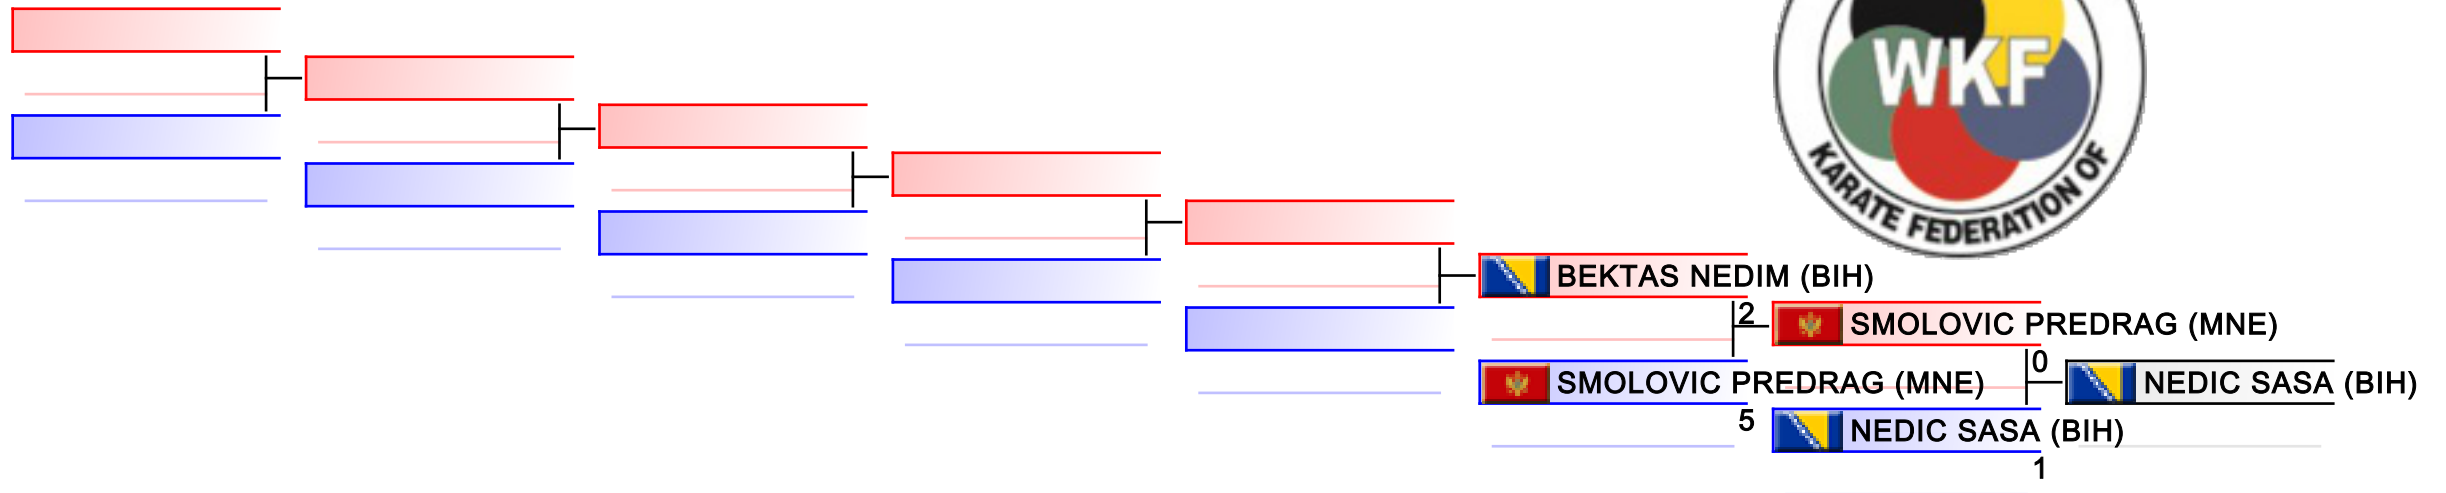 WKF
KARATE FEDERATION OF
BEKTAS NEDIM (BIH)
2
SMOLOVIC PREDRAG (MNE)
SMOLOVIC PREDRAG (MNE)
5
0
NEDIC SASA (BIH)
NEDIC SASA (BIH)
1